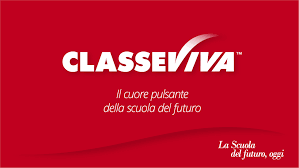 CLASSEVIVA™
Il cuore pulsante
della scuola del futuro
La Scuola
del futuro, oggi